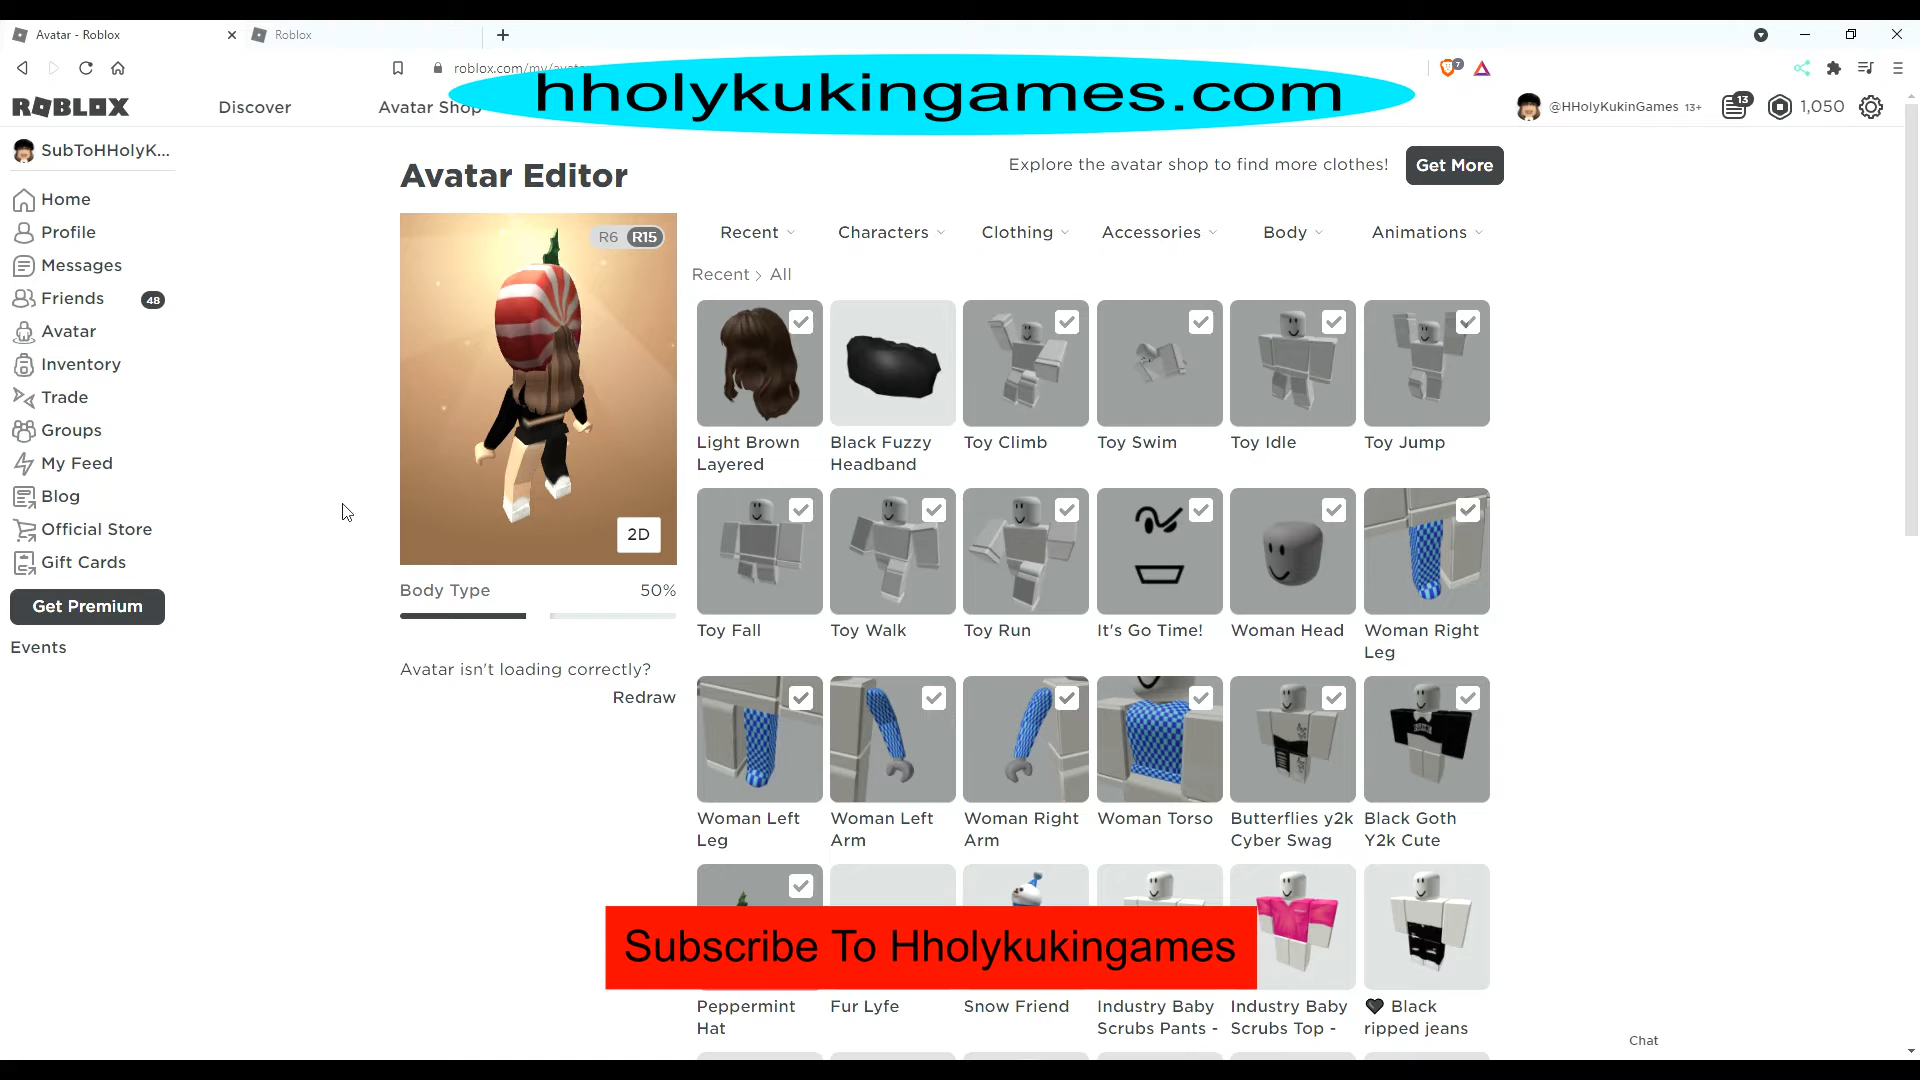 Avatar - Roblox
Roblox
roblox.com/my/avata
hholykukingames.com
7
ROBLOX
Discover
Avatar Shop
@HHolyKukinGames 13+
13
1,050
SubToHHolyK...
Home
Profile
Messages
Friends
48
Avatar
Inventory
Trade
Groups
My Feed
Blog
Official Store
Gift Cards
Get Premium
Events
Avatar Editor
Explore the avatar shop to find more clothes!
Get More
R6 R15
2D
Body Type 50%
Avatar isn't loading correctly?
Redraw
Recent
Characters
Clothing
Accessories
Body
Animations
Recent > All
Light Brown
Layered
Black Fuzzy
Headband
Toy Climb
Toy Swim
Toy Idle
Toy Jump
Toy Fall
Toy Walk
Toy Run
It's Go Time!
Woman Head
Woman Right
Leg
Woman Left
Leg
Woman Left
Arm
Woman Right
Arm
Woman Torso
Butterflies y2k
Cyber Swag
Black Goth
Y2k Cute
Subscribe To Hholykukingames
Peppermint
Hat
Fur Lyfe
Snow Friend
Industry Baby
Scrubs Pants -
Industry Baby
Scrubs Top -
🖤 Black
ripped jeans
Chat